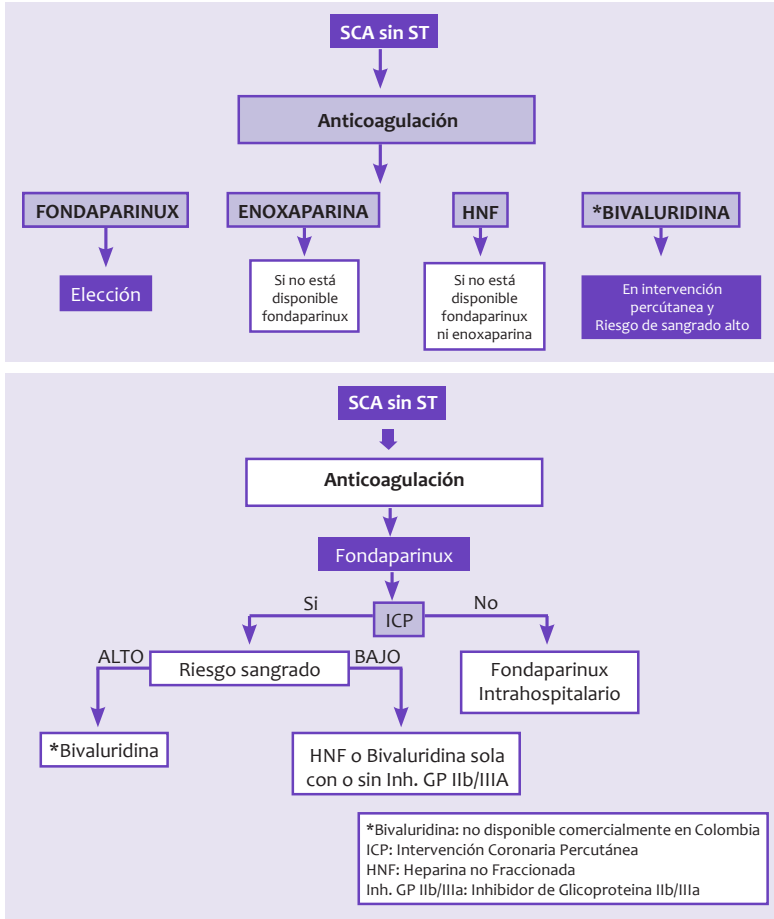 SCA sin ST
Anticoagulación
FONDAPARINUX
ENOXAPARINA
HNF
*BIVALURIDINA
Elección
Si no está
disponible
fondaparinux
Si no está
disponible
fondaparinux
ni enoxaparina
En intervención
percútanea y
Riesgo de sangrado alto
SCA sin ST
Anticoagulación
Fondaparinux
Si
ICP
No
ALTO
Riesgo sangrado
BAJO
Fondaparinux
Intrahospitalario
*Bivaluridina
HNF o Bivaluridina sola
con o sin Inh. GP IIb/IIIA
*Bivaluridina: no disponible comercialmente en Colombia
ICP: Intervención Coronaria Percutánea
HNF: Heparina no Fraccionada
Inh. GP IIb/IIIa: Inhibidor de Glicoproteina IIb/IIIa